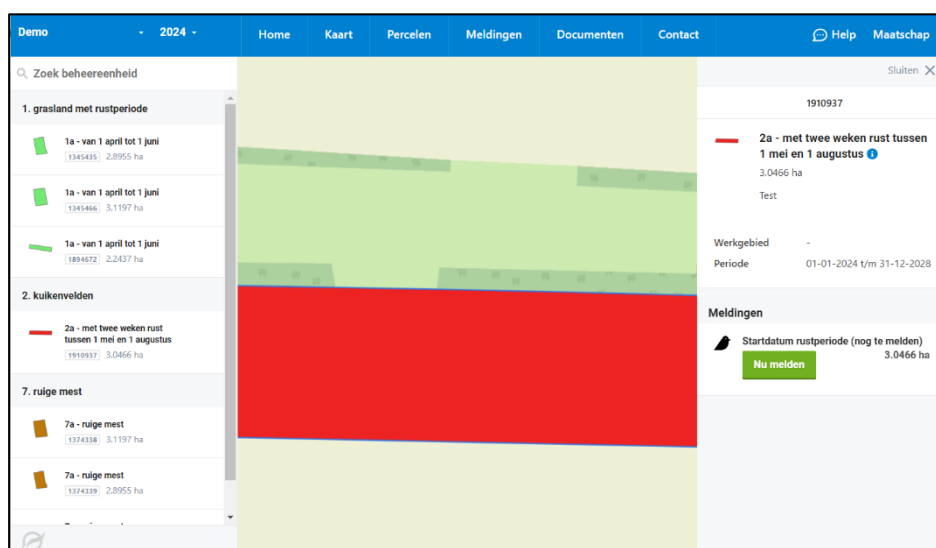 Demo 2024 Home Kaart Percelen Meldingen Documenten Contact Help Maatschap
Zoek beheereenheid
1. grasland met rustperiode
1a - van 1 april tot 1 juni
1345435 2.8955 ha
1a - van 1 april tot 1 juni
1345466 3.1197 ha
1a - van 1 april tot 1 juni
1894672 2.2437 ha
2. kuikenvelden
2a - met twee weken rust
tussen 1 mei en 1 augustus
1910937 3.0466 ha
7. ruige mest
7a - ruige mest
1374338 3.1197 ha
7a - ruige mest
1374339 2.8955 ha
Sluiten
1910937
2a - met twee weken rust tussen
1 mei en 1 augustus
3.0466 ha
Test
Werkgebied -
Periode 01-01-2024 t/m 31-12-2028
Meldingen
Startdatum rustperiode (nog te melden)
3.0466 ha
Nu melden